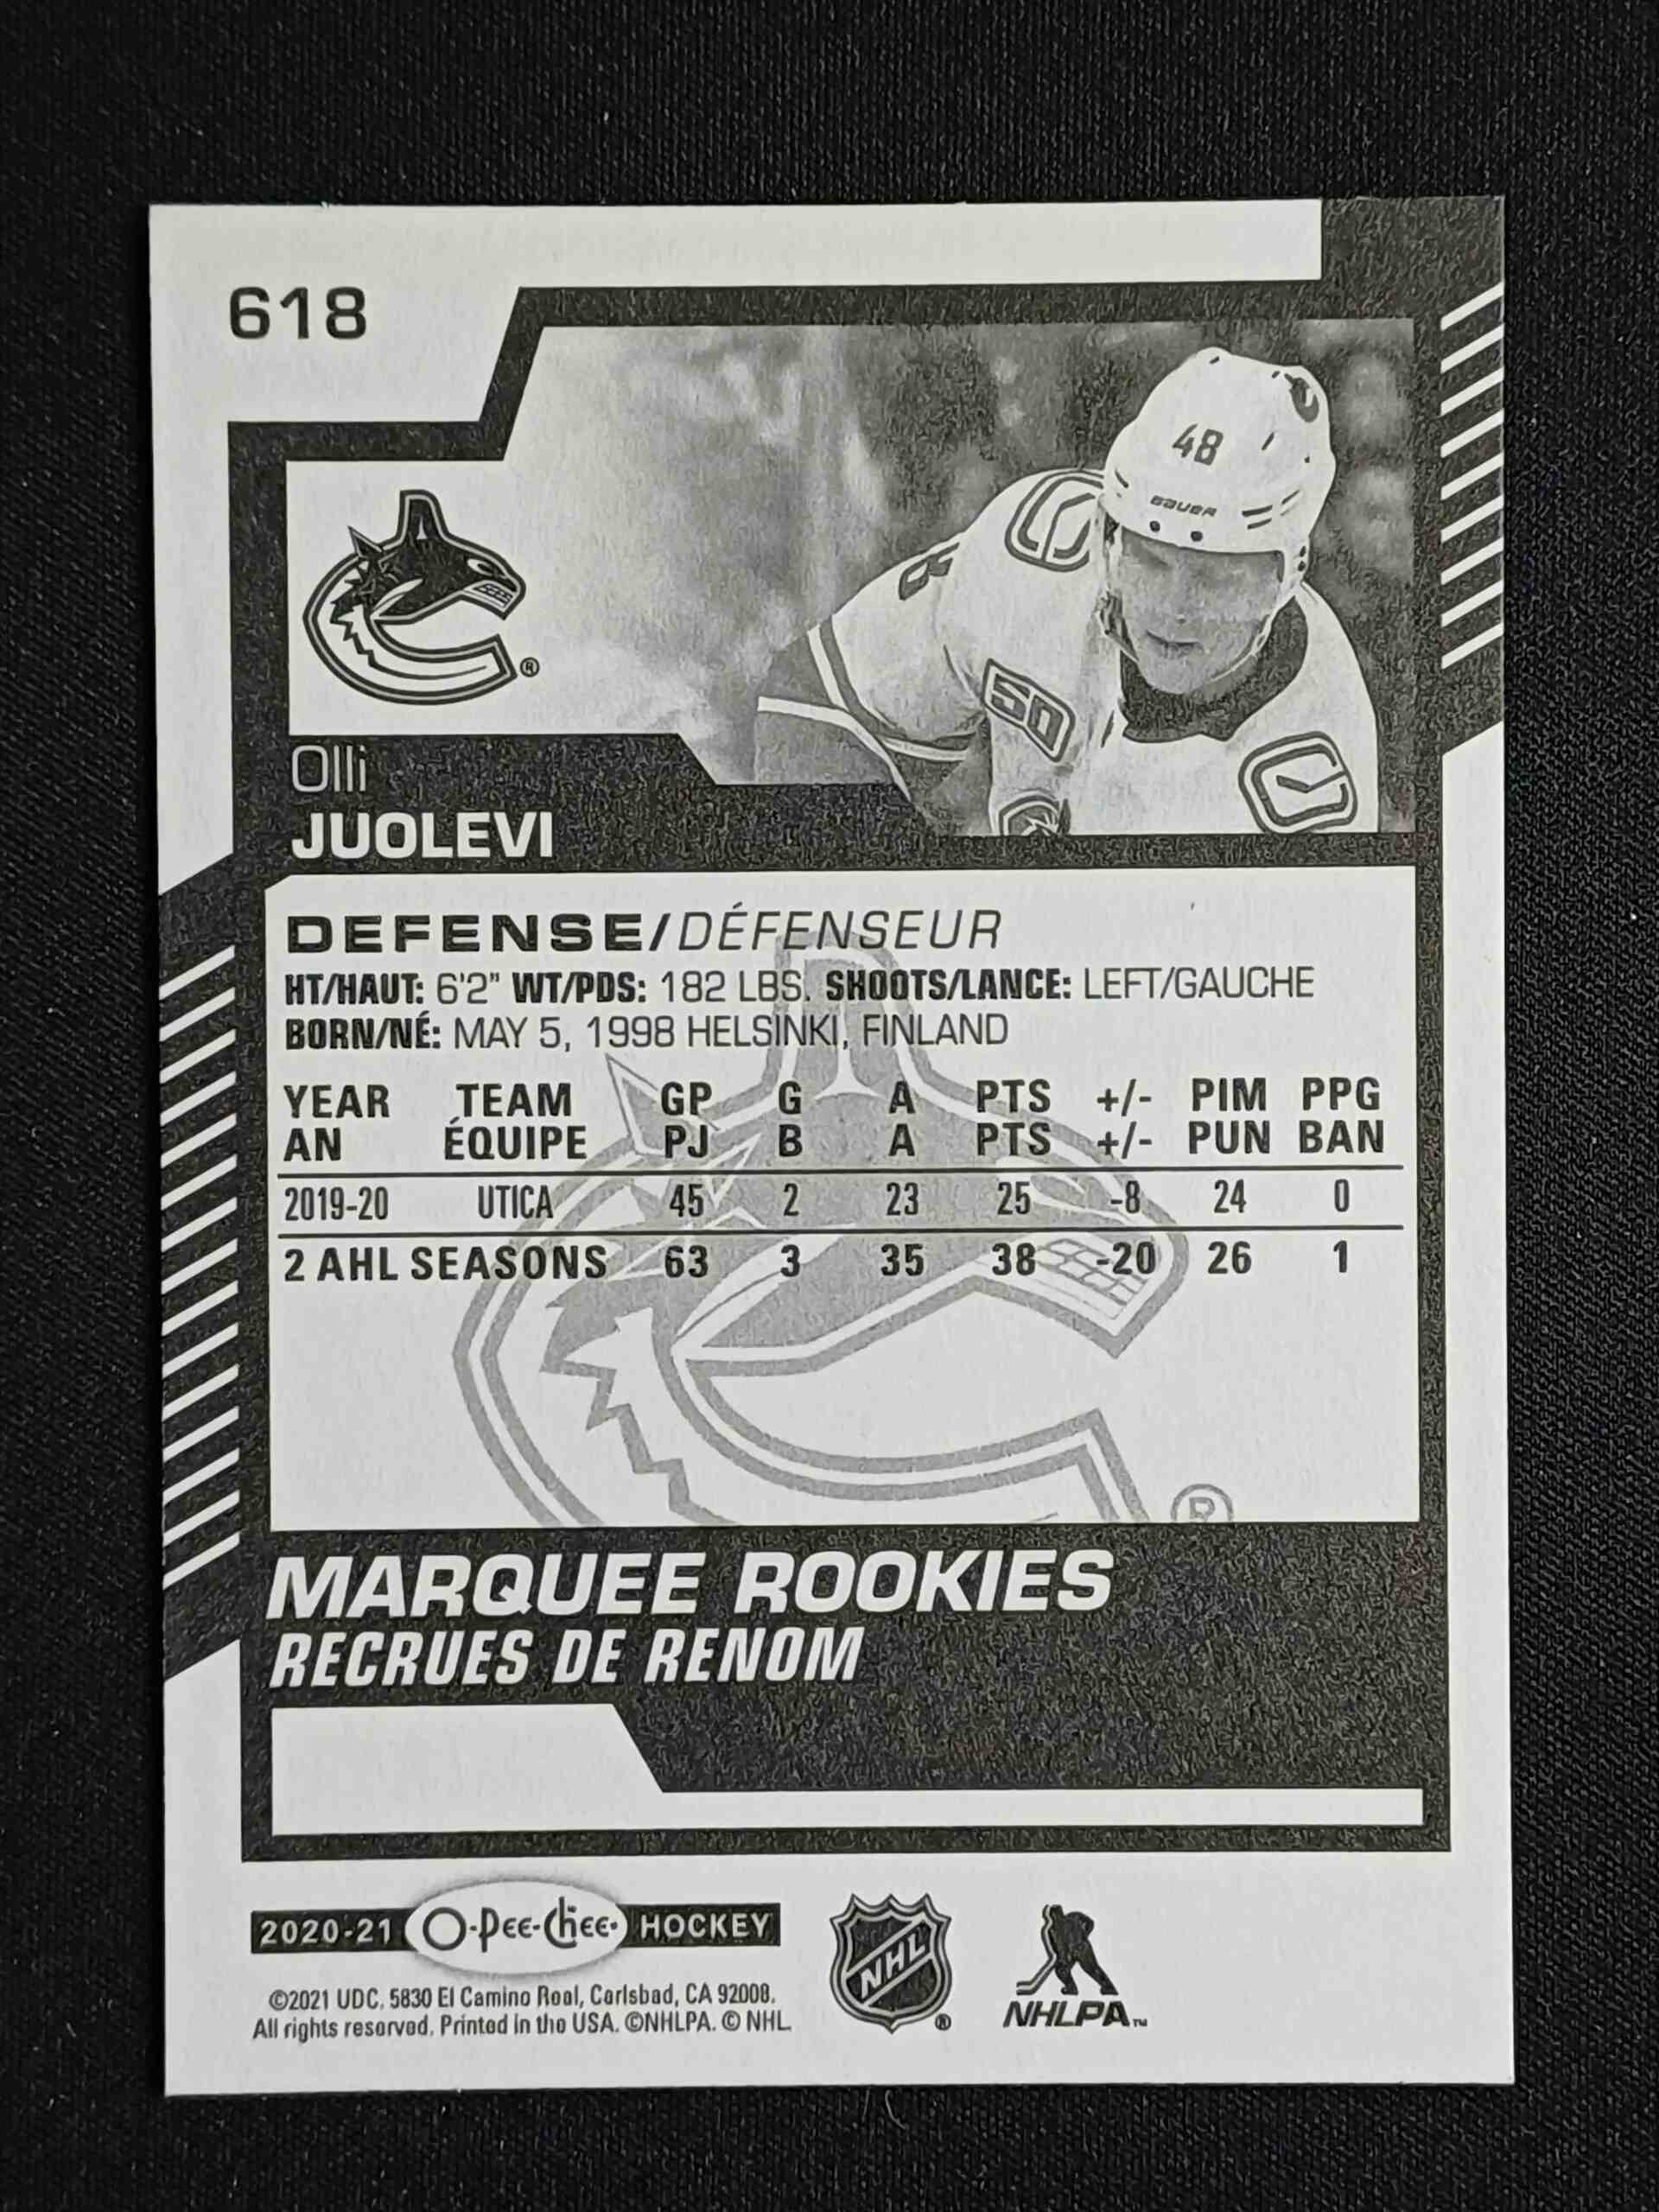 618
48
BAUER
50
®
Olli
JUOLEVI
DEFENSE/DÉFENSEUR
HT/HAUT: 6'2" WT/PDS: 182 LBS. SHOOTS/LANCE: LEFT/GAUCHE
BORN/NÉ: MAY 5, 1998 HELSINKI, FINLAND
YEAR TEAM GP G A PTS +/- PIM PPG
AN ÉQUIPE PJ B A PTS +/- PUN BAN
2019-20 UTICA 45 2 23 25 -8 24 0
2 AHL SEASONS 63 3 35 38 -20 26 1
®
MARQUEE ROOKIES
RECRUES DE RENOM
2020-21 O-Pee-Chee HOCKEY
©2021 UDC, 5830 El Camino Real, Carlsbad, CA 92008.
All rights reserved. Printed in the USA. ©NHLPA. © NHL.
NHL ®
NHLPA™